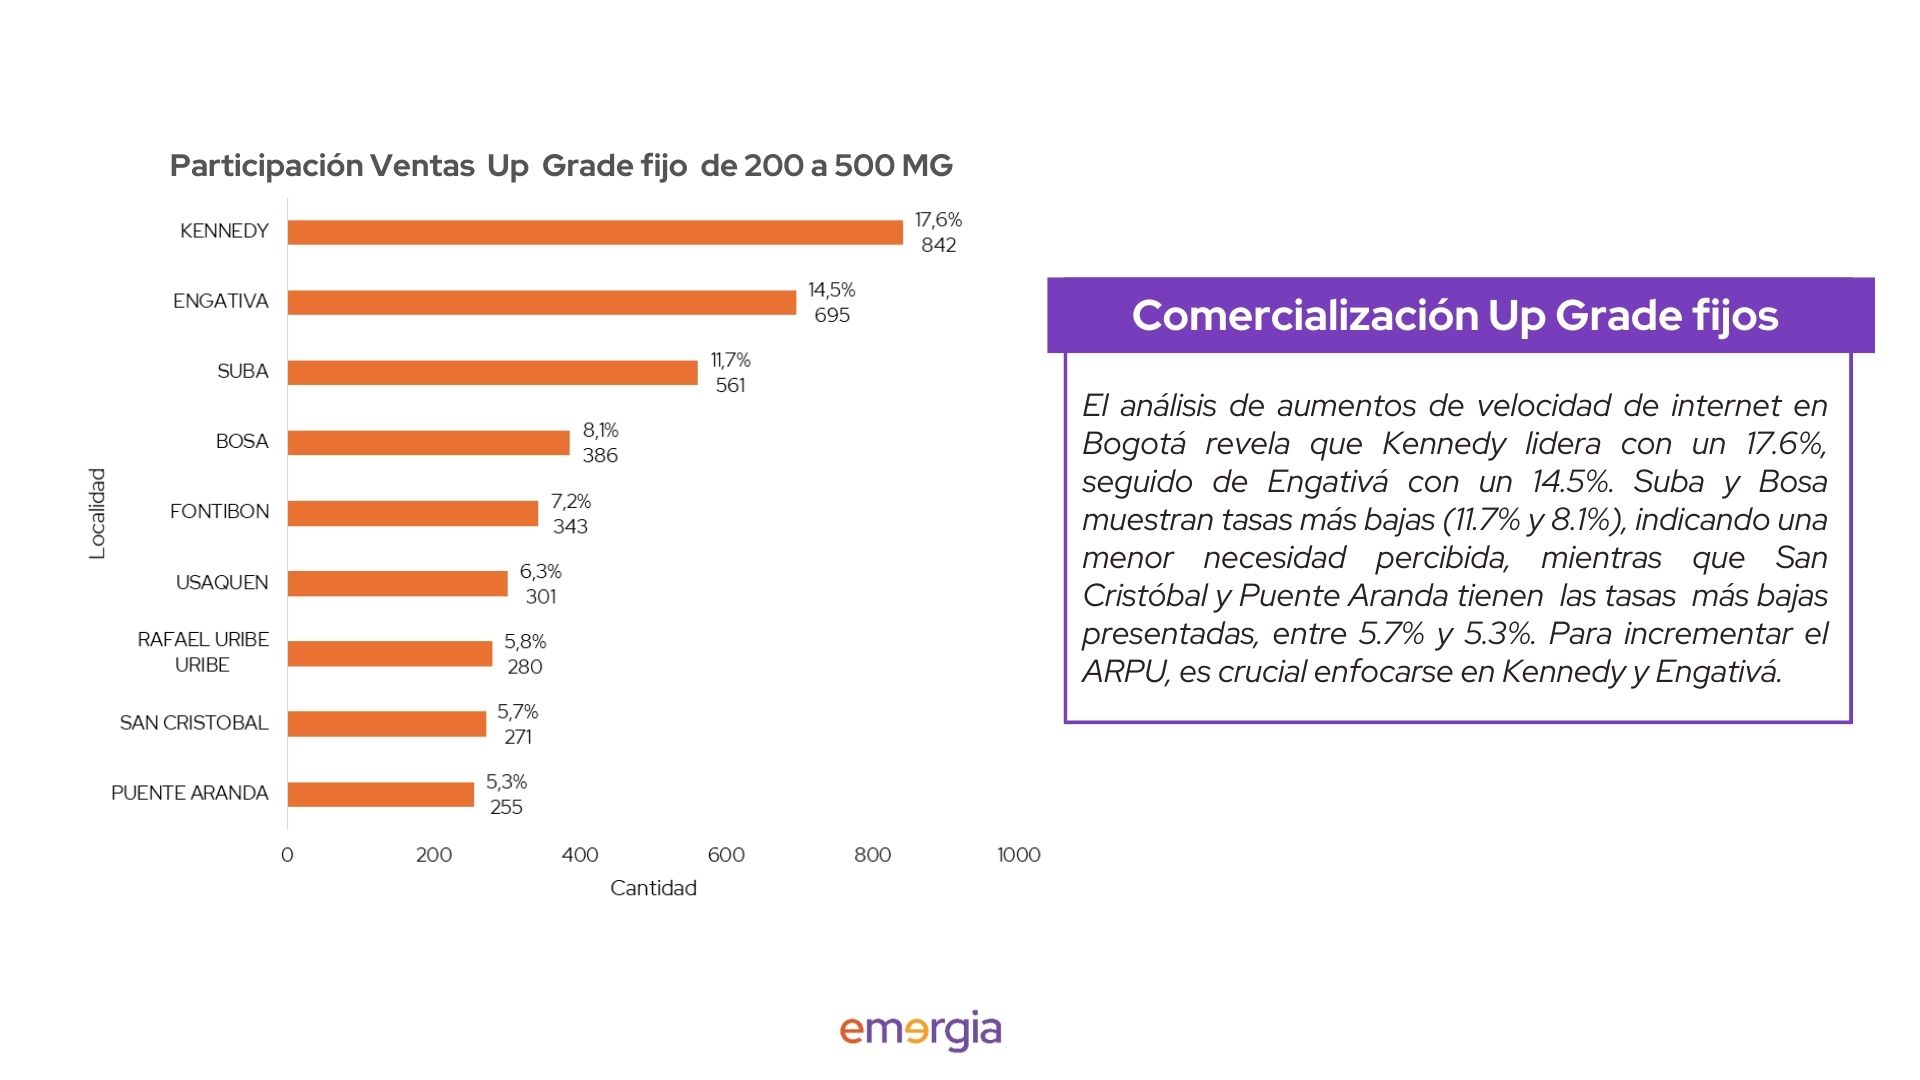 Participación Ventas Up Grade fijo de 200 a 500 MG
KENNEDY
17,6%
842
ENGATIVA
14,5%
695
SUBA
11,7%
561
BOSA
8,1%
386
FONTIBON
7,2%
343
USAQUEN
6,3%
301
RAFAEL URIBE
URIBE
5,8%
280
SAN CRISTOBAL
5,7%
271
PUENTE ARANDA
5,3%
255
Localidad
0 200 400 600 800 1000
Cantidad
Comercialización Up Grade fijos
El análisis de aumentos de velocidad de internet en
Bogotá revela que Kennedy lidera con un 17.6%,
seguido de Engativá con un 14.5%. Suba y Bosa
muestran tasas más bajas (11.7% y 8.1%), indicando una
menor necesidad percibida, mientras que San
Cristóbal y Puente Aranda tienen las tasas más bajas
presentadas, entre 5.7% y 5.3%. Para incrementar el
ARPU, es crucial enfocarse en Kennedy y Engativá.
emergia